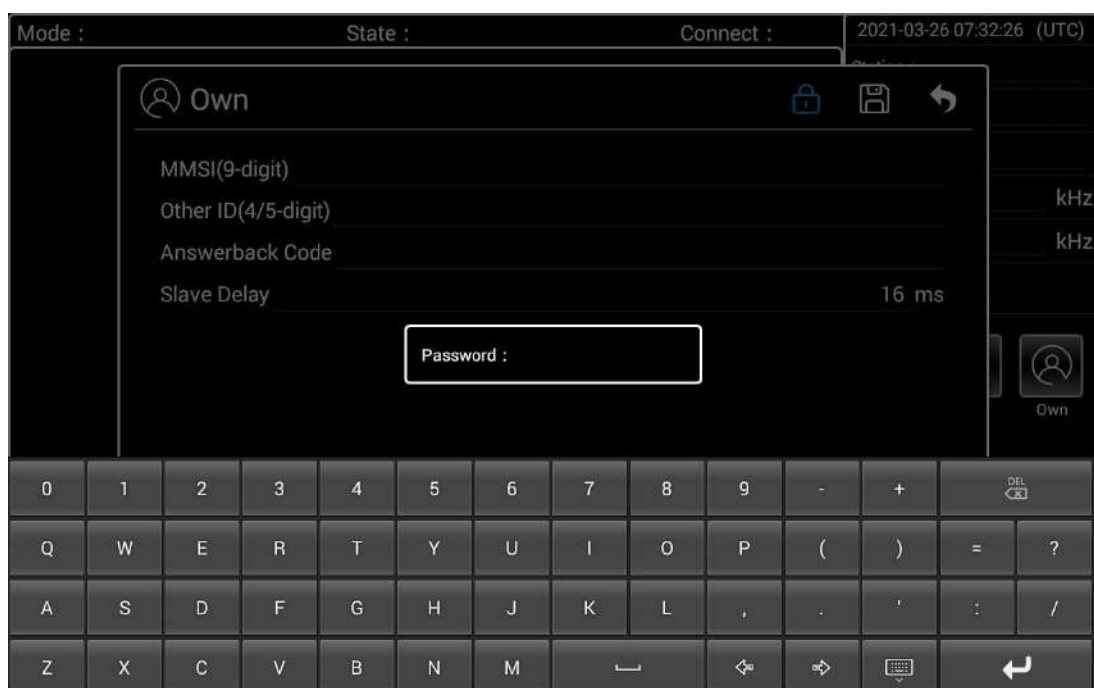 Mode : State : Connect : 2021-03-26 07:32:26 (UTC)
Station :
Own
MMSI(9-digit)
Other ID(4/5-digit)
kHz
Answerback Code
kHz
Slave Delay 16 ms
Password :
Own
0 1 2 3 4 5 6 7 8 9 - + DEL
Q W E R T Y U I O P ( ) = ?
A S D F G H J K L , . ' : /
Z X C V B N M